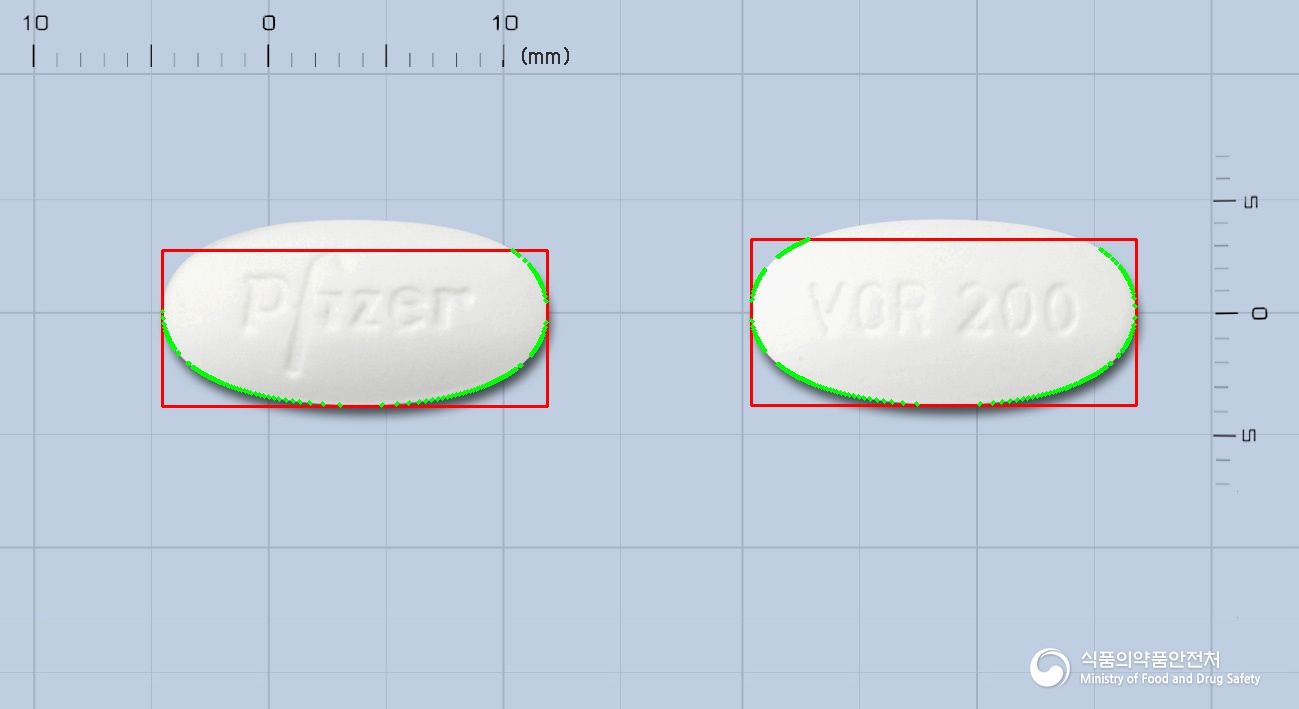 10 0 10
(mm)
Pfizer
VOR 200
5
0
5
식품의약품안전처
Ministry of Food and Drug Safety